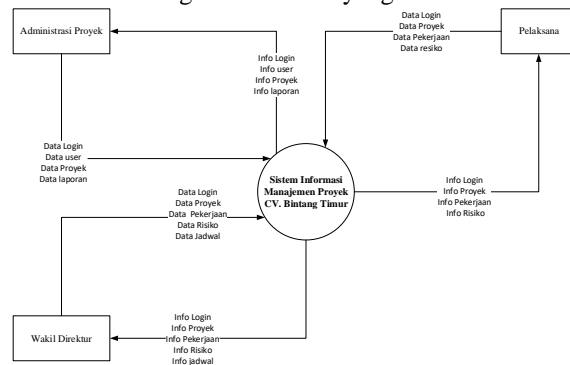 Administrasi Proyek
Info Login
Info user
Info Proyek
Info laporan
Data Login
Data Proyek
Data Pekerjaan
Data resiko
Pelaksana
Data Login
Data user
Data Proyek
Data laporan
Sistem Informasi
Manajemen Proyek
CV. Bintang Timur
Info Login
Info Proyek
Info Pekerjaan
Info Risiko
Data Login
Data Proyek
Data Pekerjaan
Data Risiko
Data Jadwal
Wakil Direktur
Info Login
Info Proyek
Info Pekerjaan
Info Risiko
Info jadwal